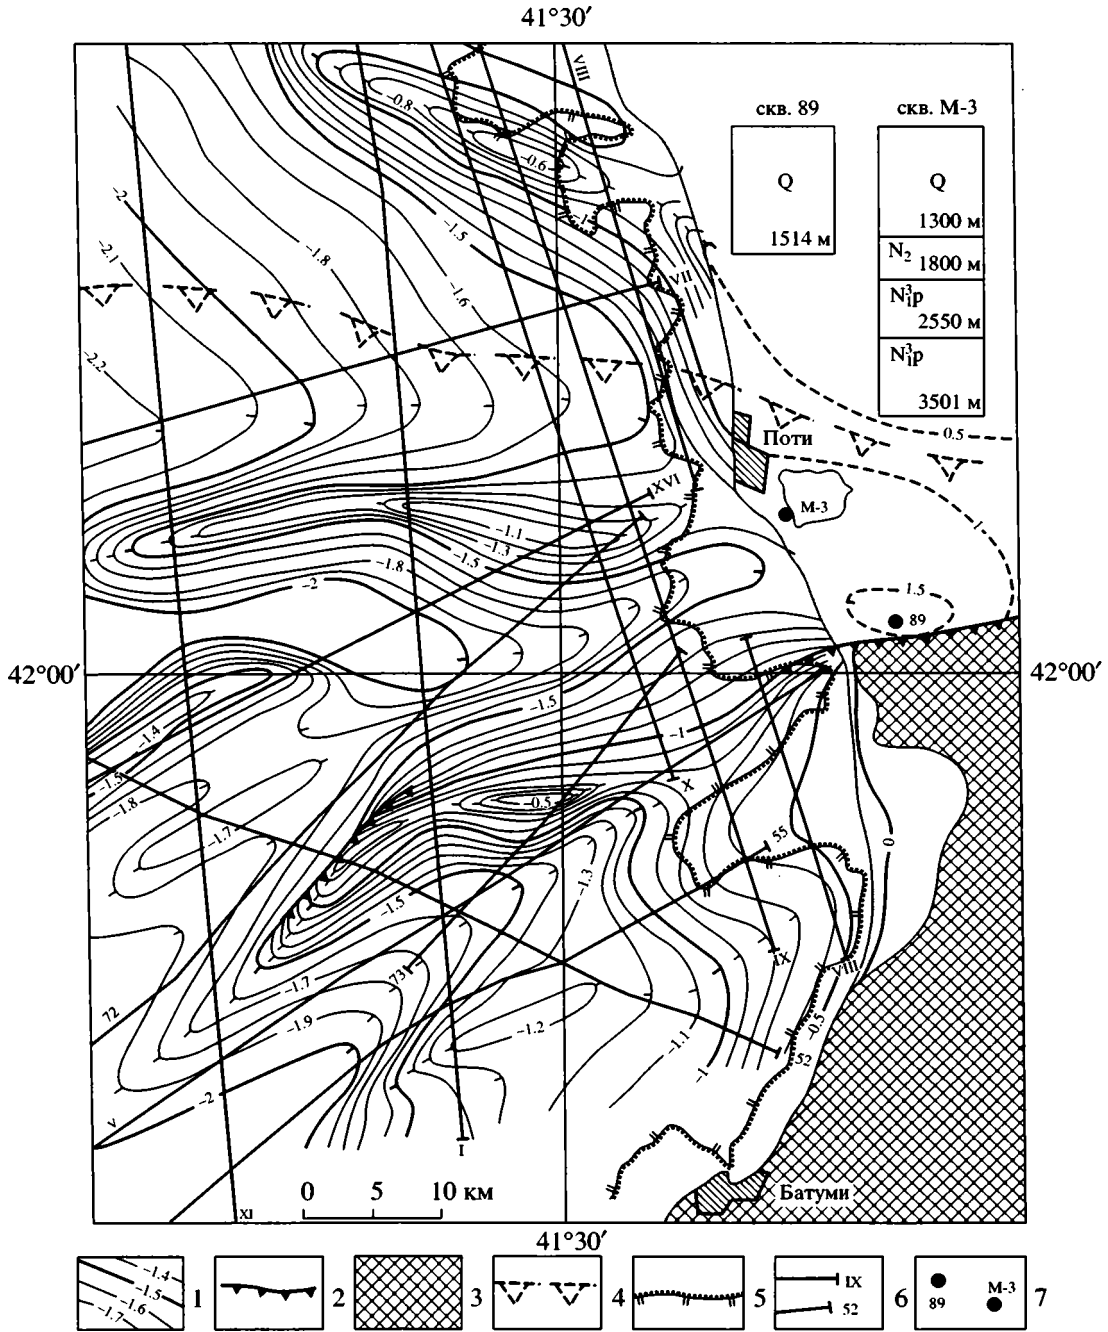 41°30′
VIII
скв. 89
скв. М-3
Q
1514 м
Q
1300 м
N₂ 1800 м
N₁³p
2550 м
N₁³p
3501 м
−0.8
−0.6
−1
−1.5
−2
−2.1
−1.8
−1.6
−2.2
VII
0.5
Поти
М-3
1
XVI
−1.1
−1.3
−1.5
−1.8
−2
1.5
89
42°00′
42°00′
−1.4
−1.5
−1.8
−1.7
−1.5
−1
−0.5
X
55
0
−1.3
−1.5
−1.7
73
−1.9
72
−1.2
−1.1
−1
IX
VIII
−0.5
52
V
−2
I
XI
0 5 10 км
Батуми
41°30′
−1.4
−1.5
−1.6
−1.7
1
2
3
4
5
IX
52
6
89
М-3
7